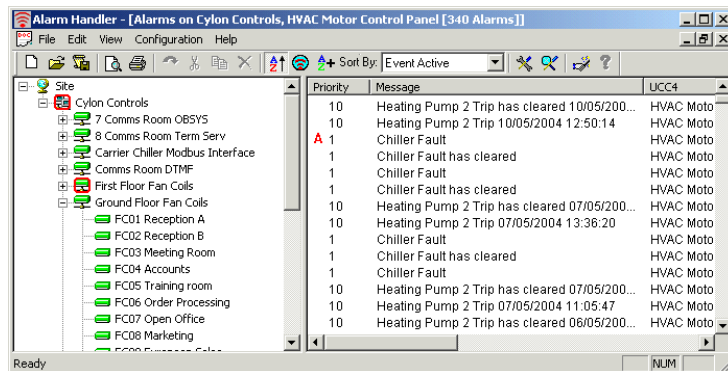 Alarm Handler - [Alarms on Cylon Controls, HVAC Motor Control Panel [340 Alarms]]
File Edit View Configuration Help
Sort By: Event Active
Site
Cylon Controls
7 Comms Room OBSYS
8 Comms Room Term Serv
Carrier Chiller Modbus Interface
Comms Room DTMF
First Floor Fan Coils
Ground Floor Fan Coils
FC01 Reception A
FC02 Reception B
FC03 Meeting Room
FC04 Accounts
FC05 Training room
FC06 Order Processing
FC07 Open Office
FC08 Marketing
Priority Message UCC4
10 Heating Pump 2 Trip has cleared 10/05/200... HVAC Moto
10 Heating Pump 2 Trip 10/05/2004 12:50:14 HVAC Moto
A 1 Chiller Fault HVAC Moto
1 Chiller Fault has cleared HVAC Moto
1 Chiller Fault HVAC Moto
1 Chiller Fault has cleared HVAC Moto
10 Heating Pump 2 Trip has cleared 07/05/200... HVAC Moto
10 Heating Pump 2 Trip 07/05/2004 13:36:20 HVAC Moto
1 Chiller Fault HVAC Moto
1 Chiller Fault has cleared HVAC Moto
1 Chiller Fault HVAC Moto
10 Heating Pump 2 Trip has cleared 07/05/200... HVAC Moto
10 Heating Pump 2 Trip 07/05/2004 11:05:47 HVAC Moto
10 Heating Pump 2 Trip has cleared 06/05/200... HVAC Moto
Ready NUM